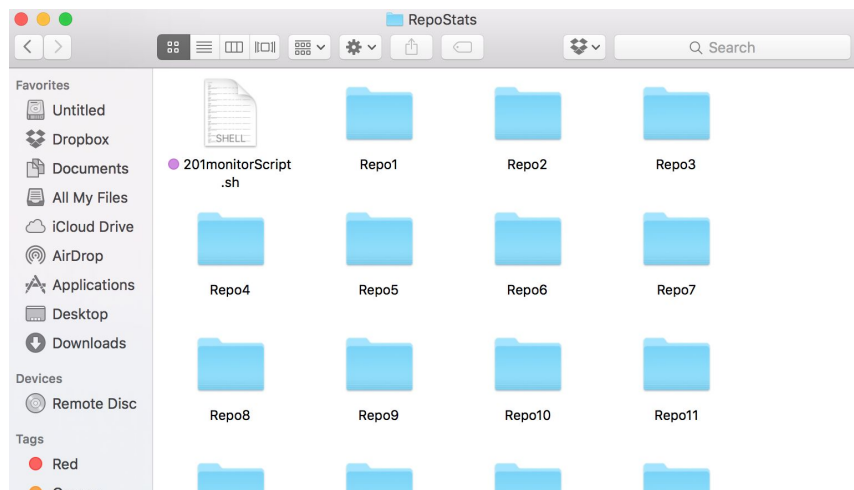 RepoStats
Search
Favorites
Untitled
Dropbox
Documents
All My Files
iCloud Drive
AirDrop
Applications
Desktop
Downloads
Devices
Remote Disc
Tags
Red
SHELL
201monitorScript
.sh
Repo1
Repo2
Repo3
Repo4
Repo5
Repo6
Repo7
Repo8
Repo9
Repo10
Repo11